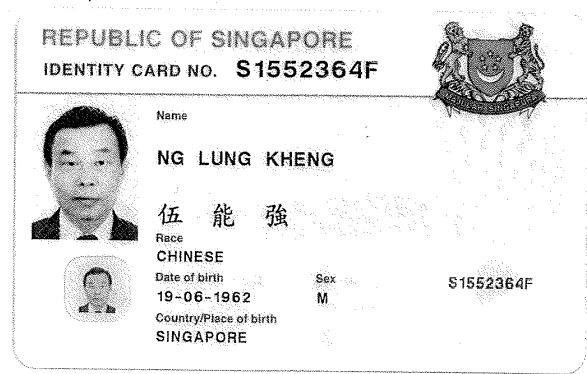 REPUBLIC OF SINGAPORE
IDENTITY CARD NO. S1552364F
Name
NG LUNG KHENG
伍 能 強
Race
CHINESE
Date of birth Sex
19-06-1962 M S1552364F
Country/Place of birth
SINGAPORE